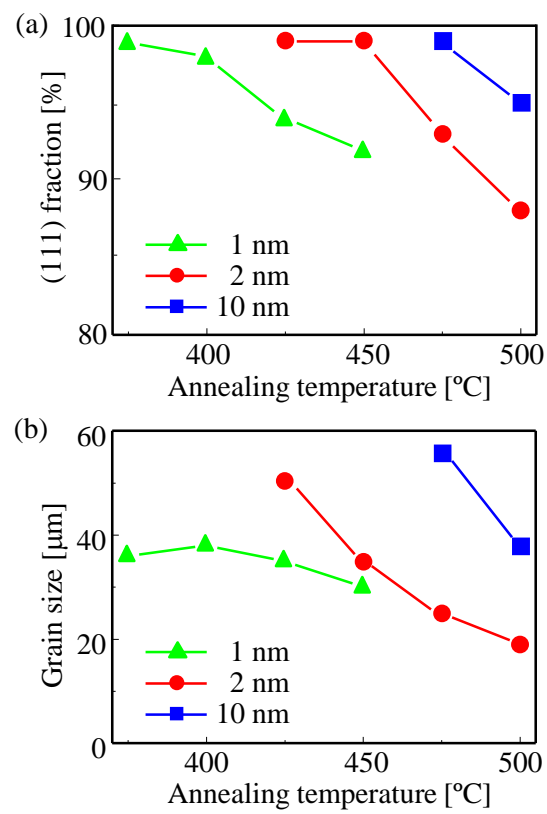 (a)
100
90
80
(111) fraction [%]
1 nm
2 nm
10 nm
400
450
500
Annealing temperature [ºC]
(b)
60
40
20
0
Grain size [µm]
1 nm
2 nm
10 nm
400
450
500
Annealing temperature [ºC]